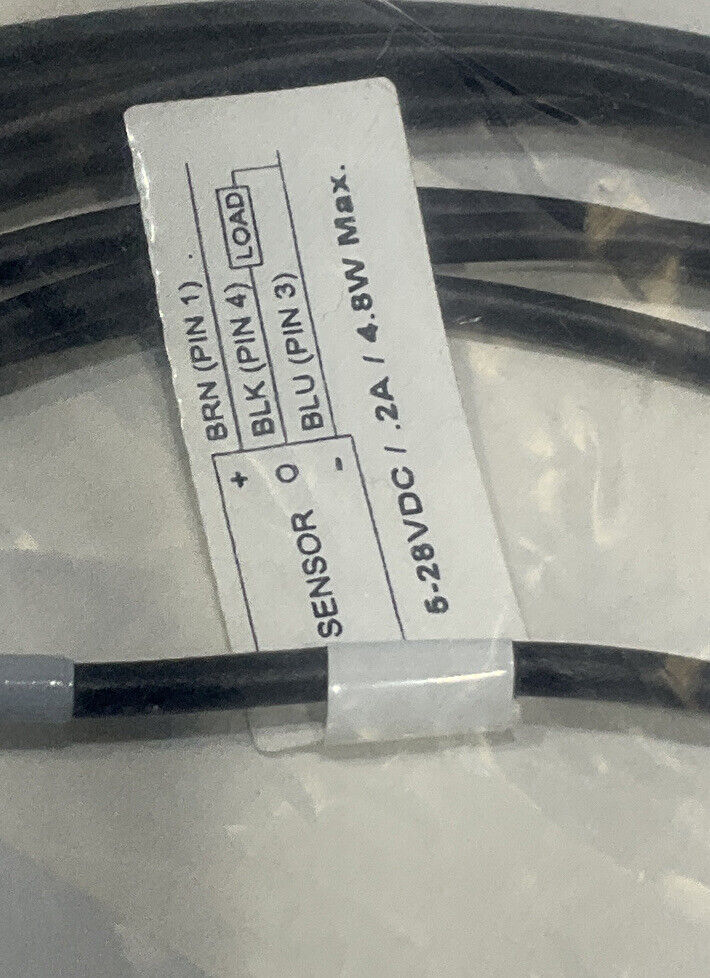 BRN (PIN 1)
BLK (PIN 4) LOAD
BLU (PIN 3)
+
SENSOR O
-
5-28VDC / .2A / 4.8W Max.